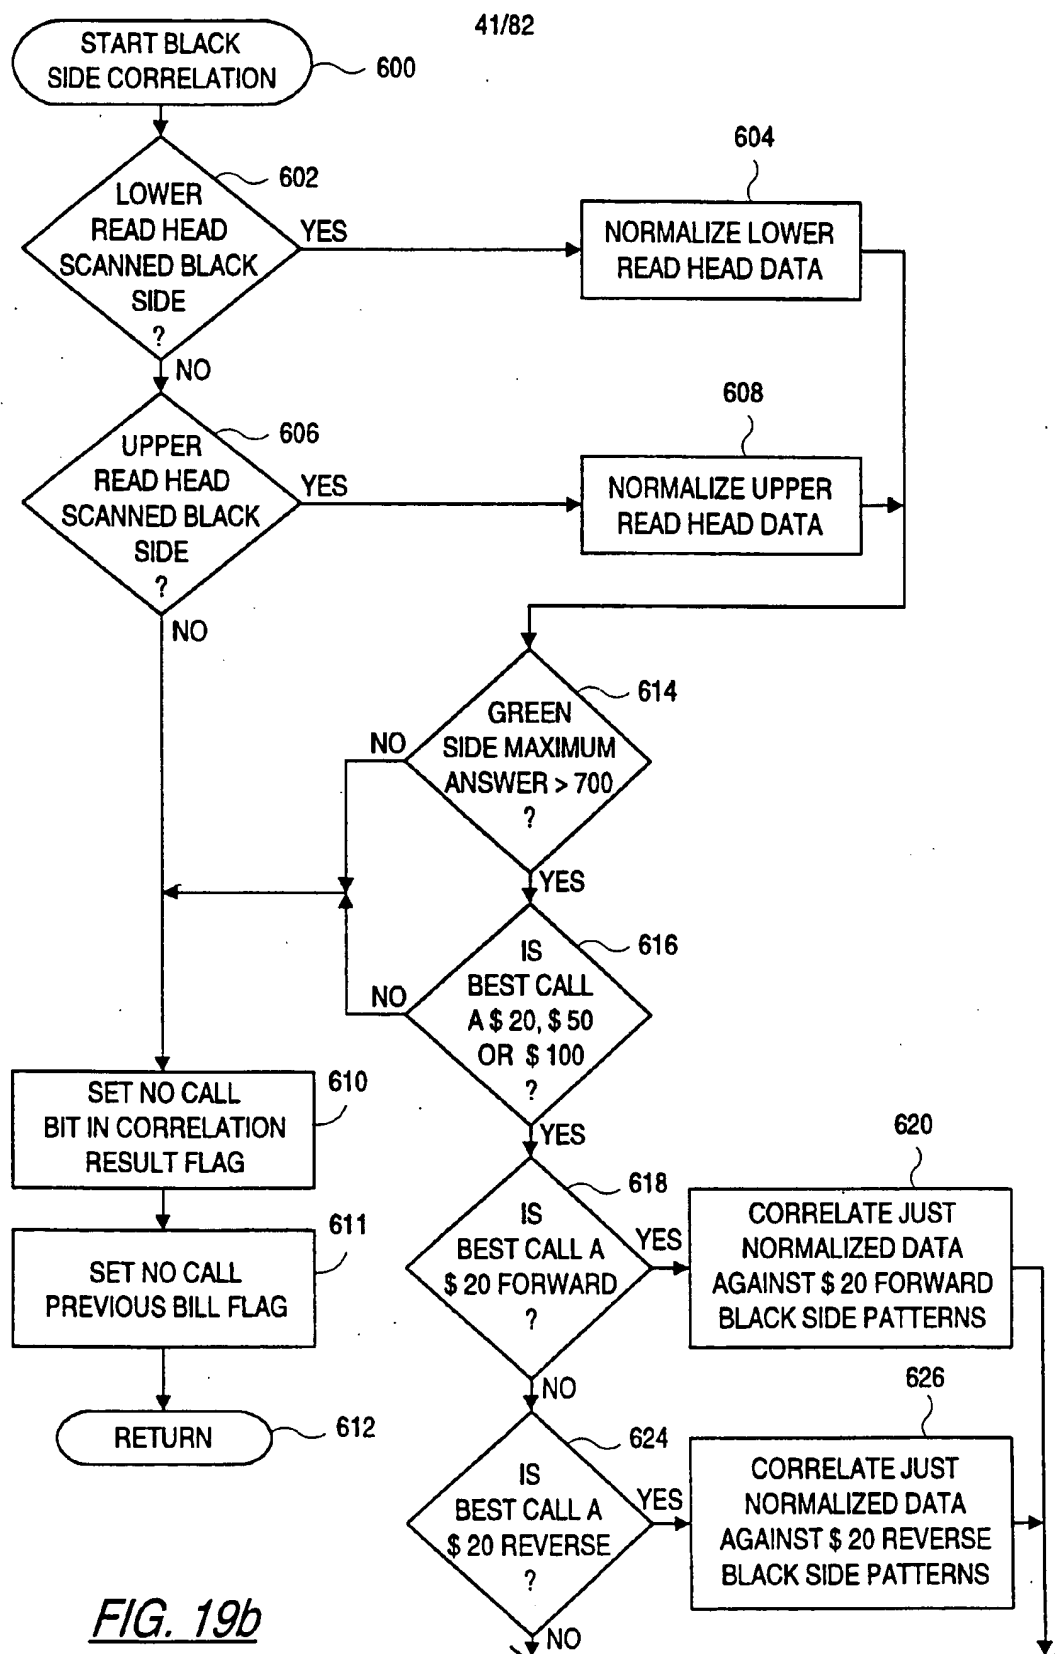 41/82
START BLACK
SIDE CORRELATION
600
LOWER
READ HEAD
SCANNED BLACK
SIDE
?
602
YES
NO
604
NORMALIZE LOWER
READ HEAD DATA
UPPER
READ HEAD
SCANNED BLACK
SIDE
?
606
YES
NO
608
NORMALIZE UPPER
READ HEAD DATA
GREEN
SIDE MAXIMUM
ANSWER > 700
?
614
NO
YES
IS
BEST CALL
A $ 20, $ 50
OR $ 100
?
616
NO
YES
SET NO CALL
BIT IN CORRELATION
RESULT FLAG
610
SET NO CALL
PREVIOUS BILL FLAG
611
RETURN
612
IS
BEST CALL A
$ 20 FORWARD
?
618
YES
NO
620
CORRELATE JUST
NORMALIZED DATA
AGAINST $ 20 FORWARD
BLACK SIDE PATTERNS
IS
BEST CALL A
$ 20 REVERSE
?
624
YES
NO
626
CORRELATE JUST
NORMALIZED DATA
AGAINST $ 20 REVERSE
BLACK SIDE PATTERNS
FIG. 19b